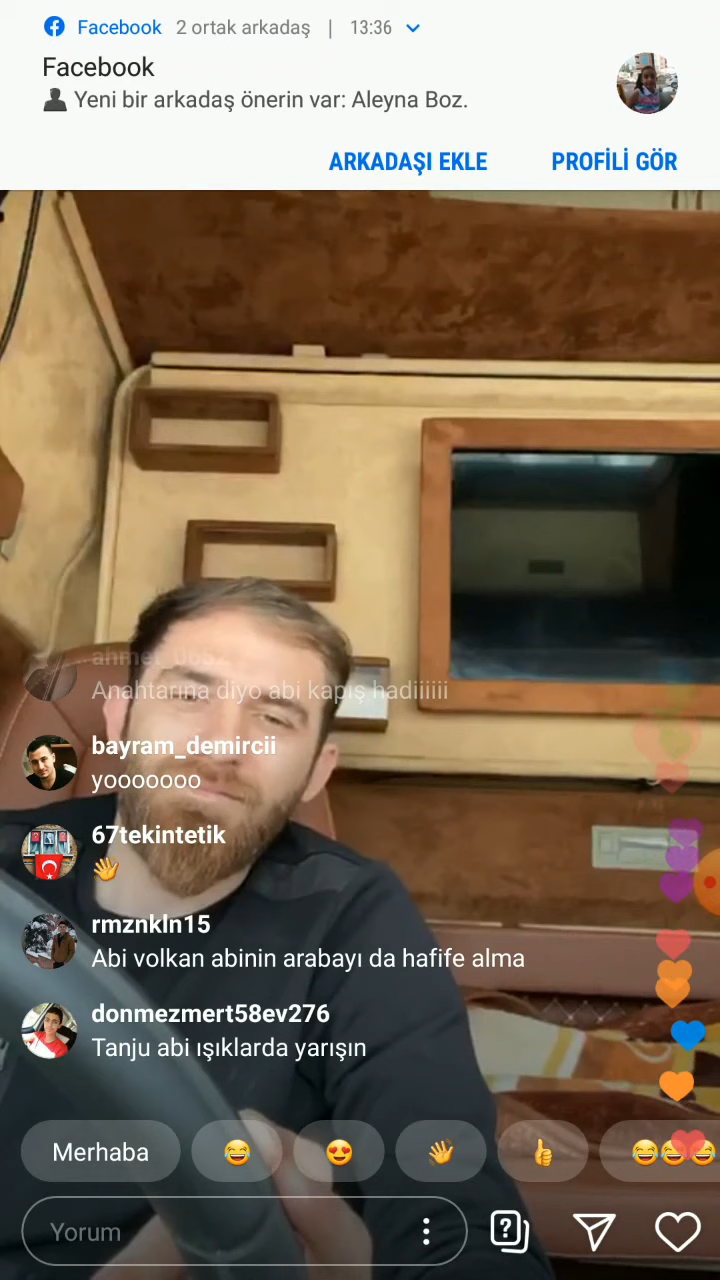 Facebook 2 ortak arkadaş | 13:36
Facebook
Yeni bir arkadaş önerin var: Aleyna Boz.
ARKADAŞI EKLE PROFİLİ GÖR
Anahtarına diyo abi kapış hadiiiiii
bayram_demircii
yooooooo
67tekintetik
👋
rmznkln15
Abi volkan abinin arabayı da hafife alma
donmezmert58ev276
Tanju abi ışıklarda yarışın
Merhaba 😂 😍 👋 👍 😂😂😂
Yorum